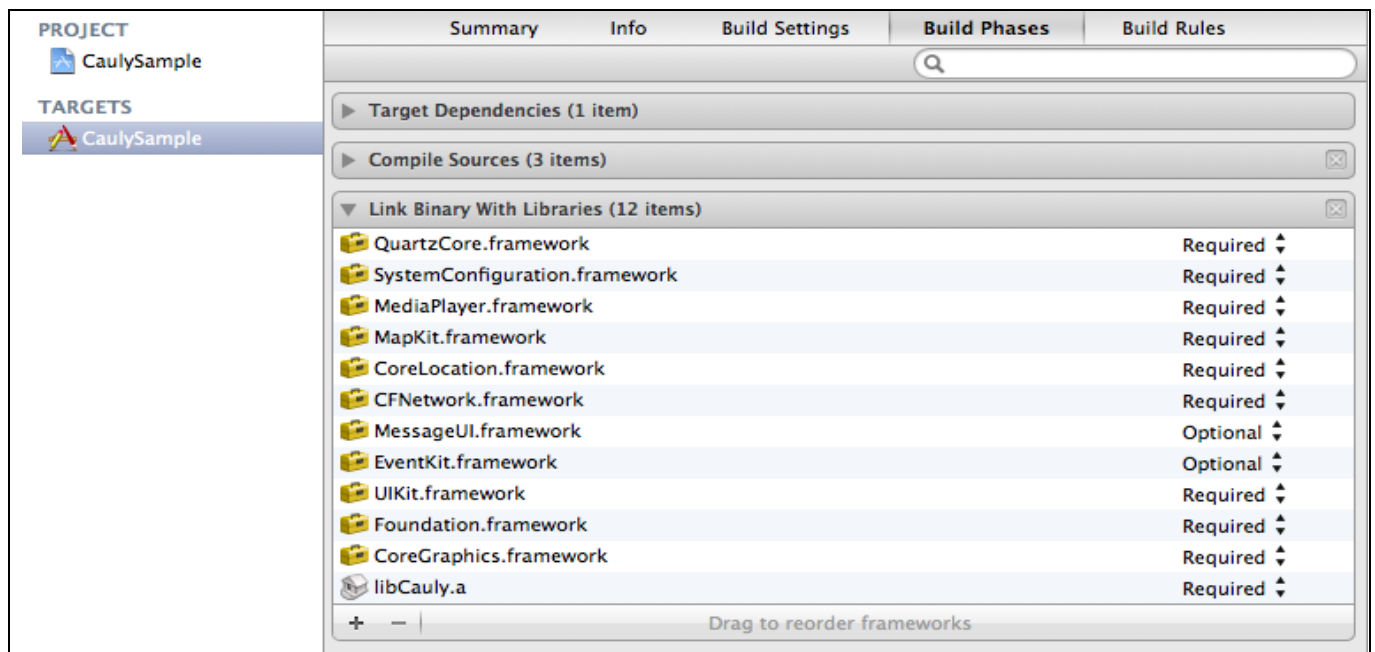 PROJECT
CaulySample
TARGETS
CaulySample
Summary Info Build Settings Build Phases Build Rules
Target Dependencies (1 item)
Compile Sources (3 items)
Link Binary With Libraries (12 items)
QuartzCore.framework Required
SystemConfiguration.framework Required
MediaPlayer.framework Required
MapKit.framework Required
CoreLocation.framework Required
CFNetwork.framework Required
MessageUI.framework Optional
EventKit.framework Optional
UIKit.framework Required
Foundation.framework Required
CoreGraphics.framework Required
libCauly.a Required
+ − Drag to reorder frameworks